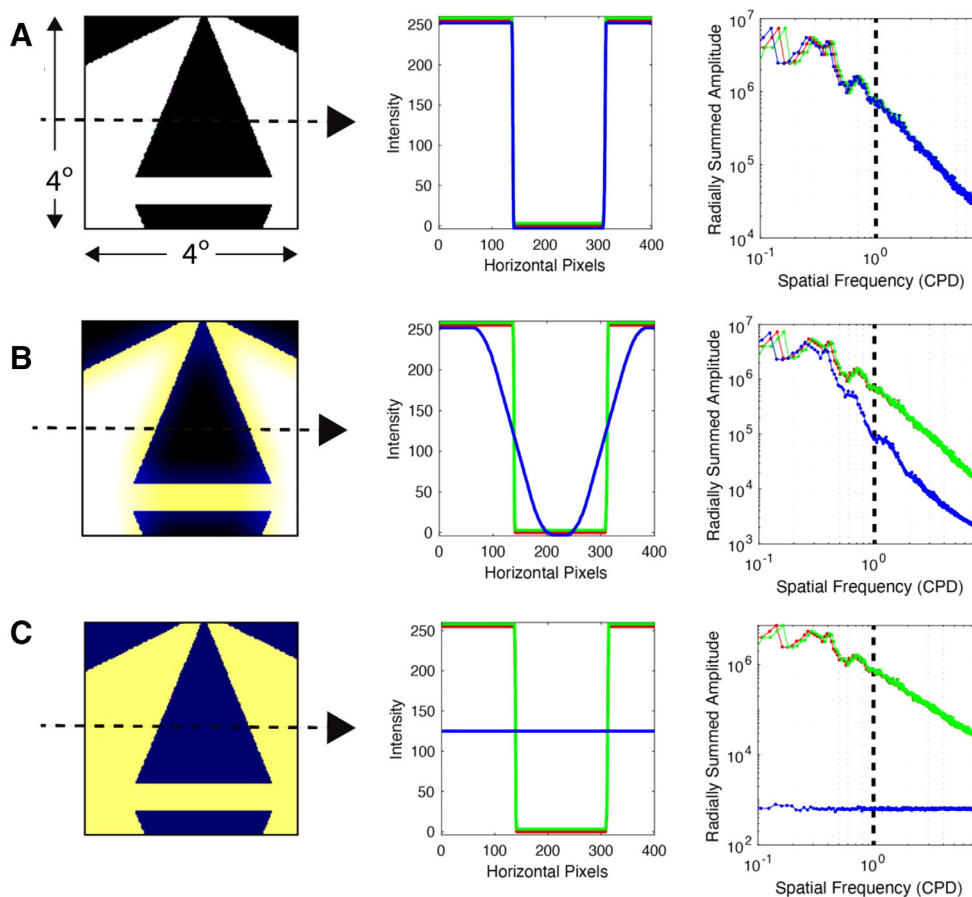 A
4°
4°
Intensity
250
200
150
100
50
0
0 100 200 300 400
Horizontal Pixels
Radially Summed Amplitude
10^7
10^6
10^5
10^4
10^-1 10^0
Spatial Frequency (CPD)
B
Intensity
250
200
150
100
50
0
0 100 200 300 400
Horizontal Pixels
Radially Summed Amplitude
10^7
10^6
10^5
10^4
10^3
10^-1 10^0
Spatial Frequency (CPD)
C
Intensity
250
200
150
100
50
0
0 100 200 300 400
Horizontal Pixels
Radially Summed Amplitude
10^6
10^4
10^2
10^-1 10^0
Spatial Frequency (CPD)